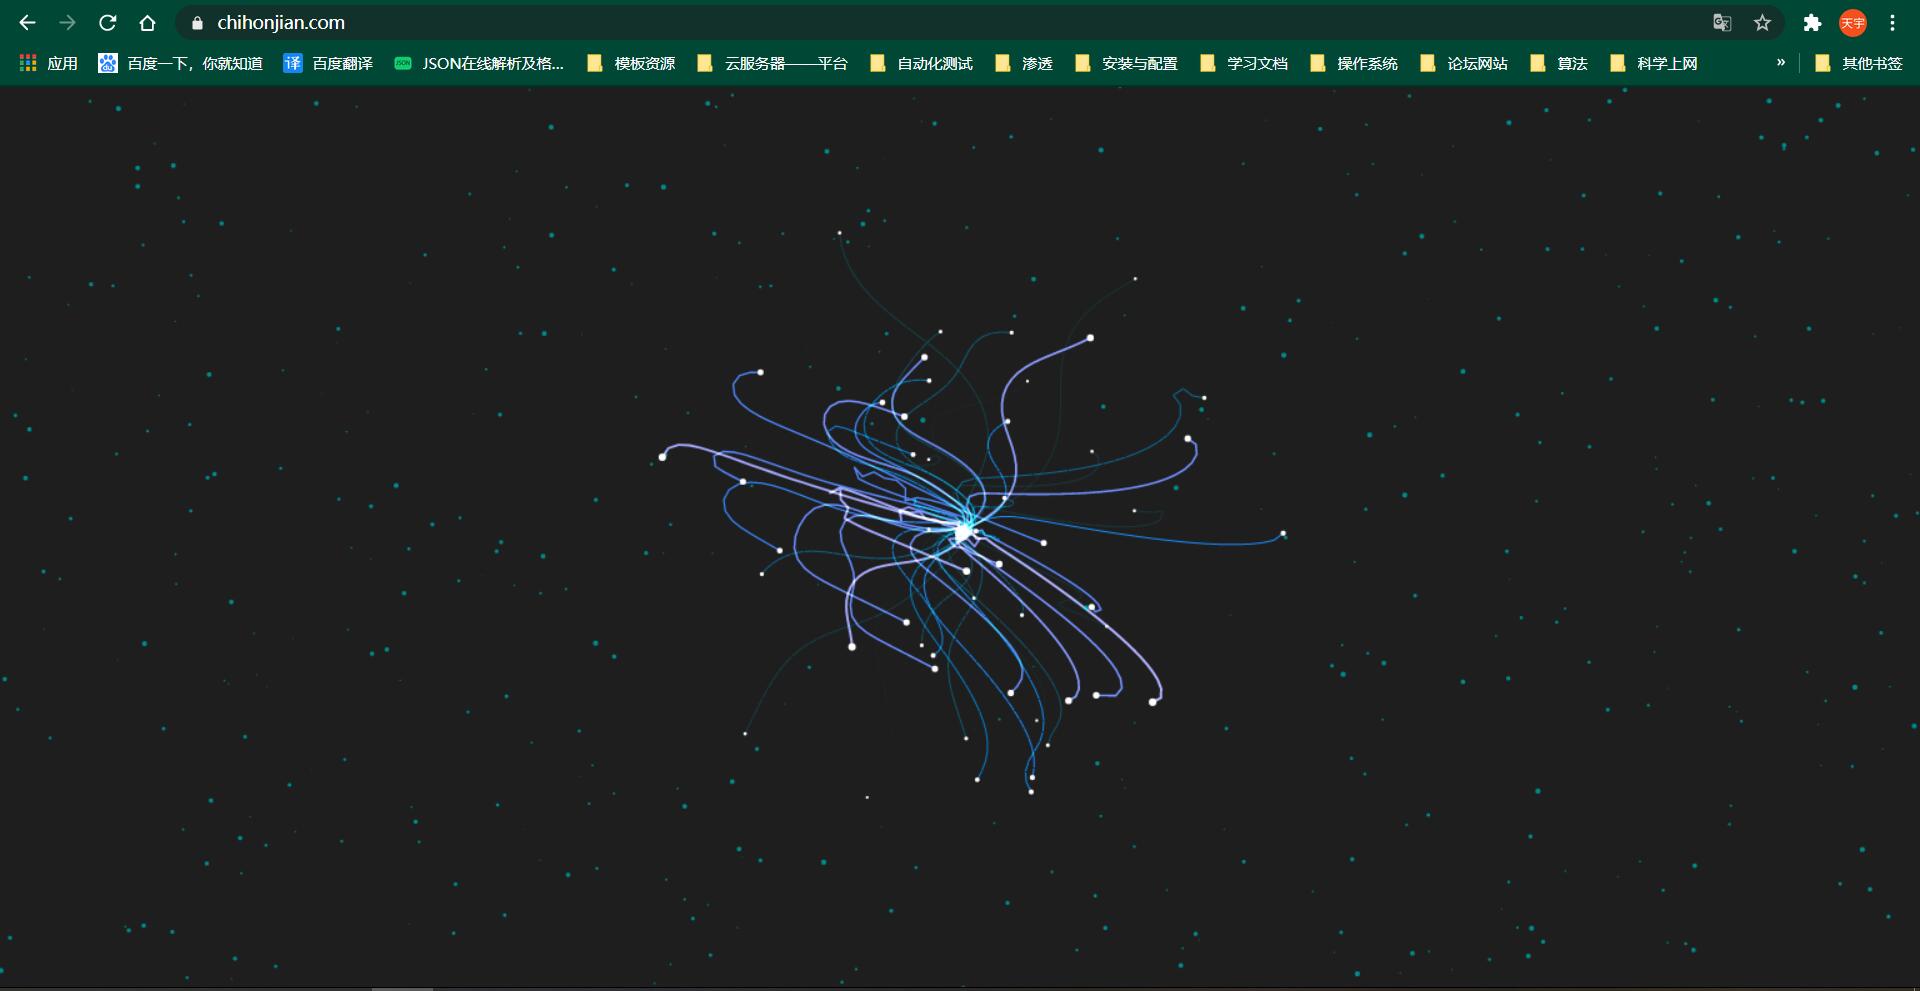 chihonjian.com
天宇
应用 百度一下，你就知道 百度翻译 JSON在线解析及格... 模板资源 云服务器——平台 自动化测试 渗透 安装与配置 学习文档 操作系统 论坛网站 算法 科学上网 » 其他书签